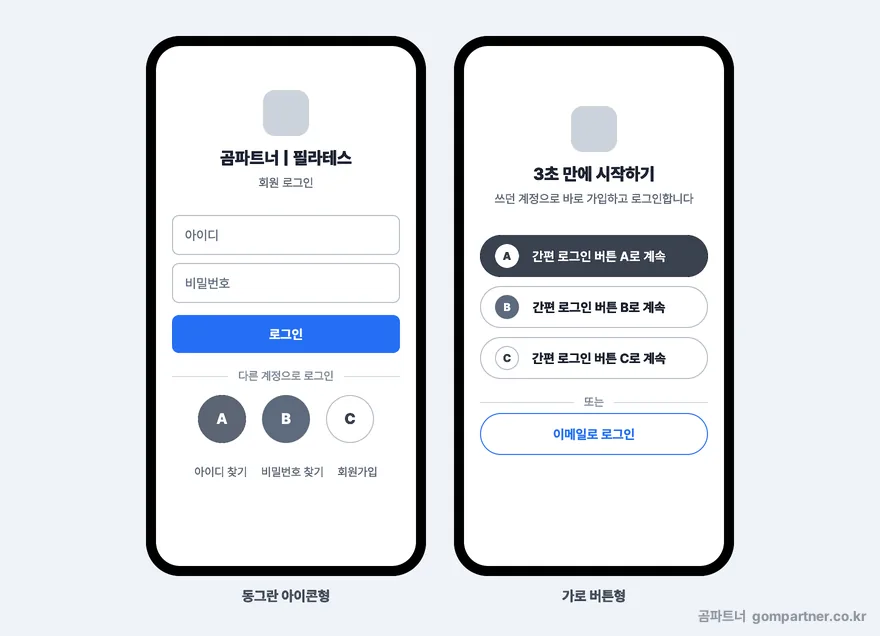 곰파트너 | 필라테스
회원 로그인
아이디
비밀번호
로그인
다른 계정으로 로그인
A B C
아이디 찾기 비밀번호 찾기 회원가입
동그란 아이콘형
3초 만에 시작하기
쓰던 계정으로 바로 가입하고 로그인합니다
A 간편 로그인 버튼 A로 계속
B 간편 로그인 버튼 B로 계속
C 간편 로그인 버튼 C로 계속
또는
이메일로 로그인
가로 버튼형
곰파트너 gompartner.co.kr